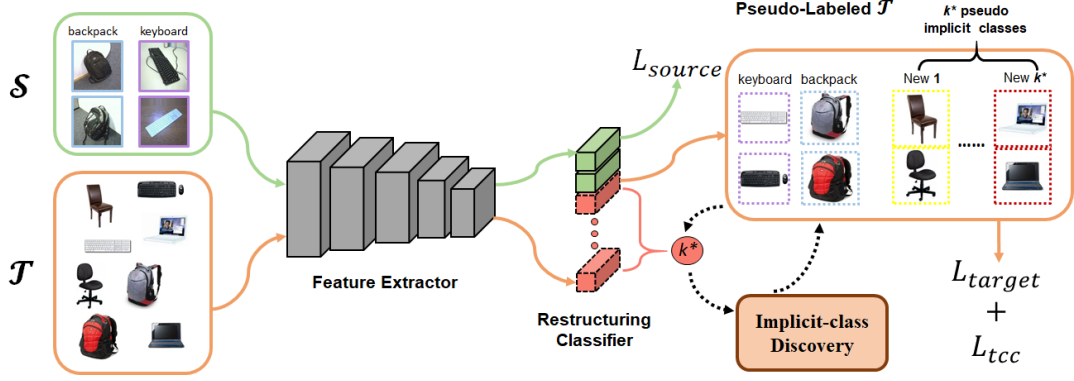 Pseudo-Labeled 𝒯
k* pseudo
implicit classes
backpack keyboard
𝒮
L_source
keyboard backpack
New 1
New k*
......
𝒯
k*
Feature Extractor
Restructuring
Classifier
Implicit-class
Discovery
L_target
+
L_tcc